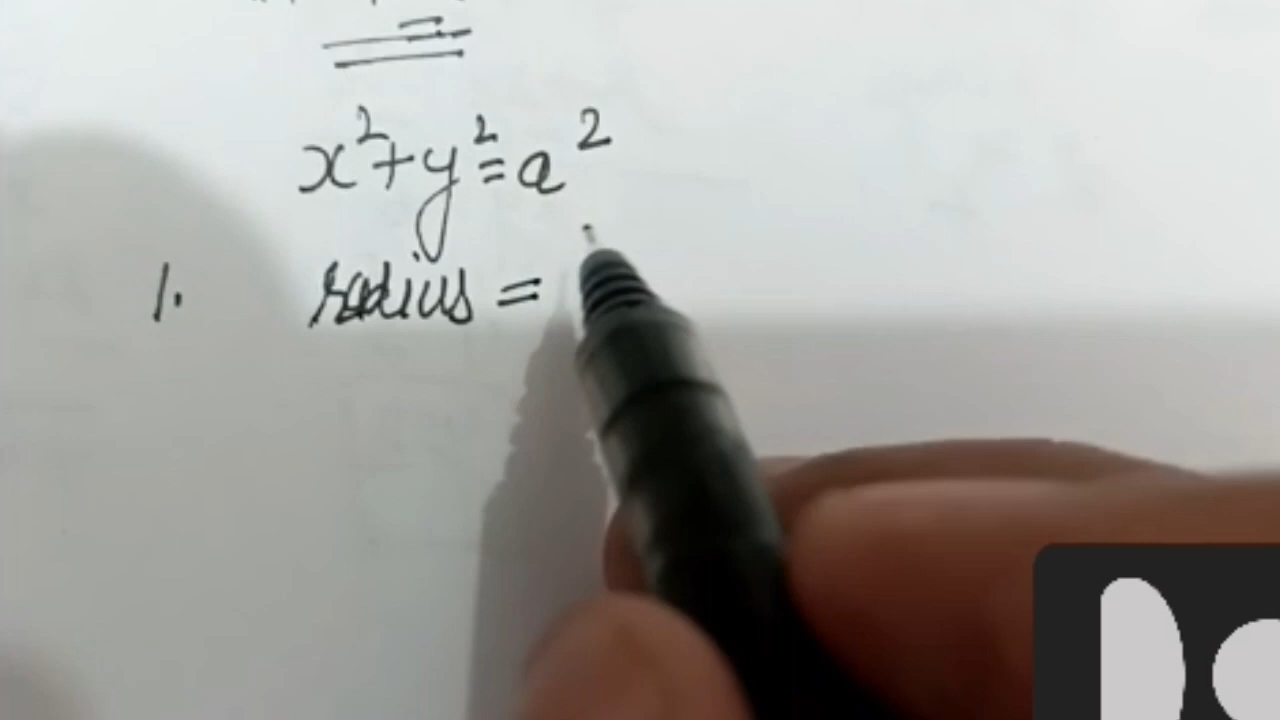 x²+y²=a²
1. radius =